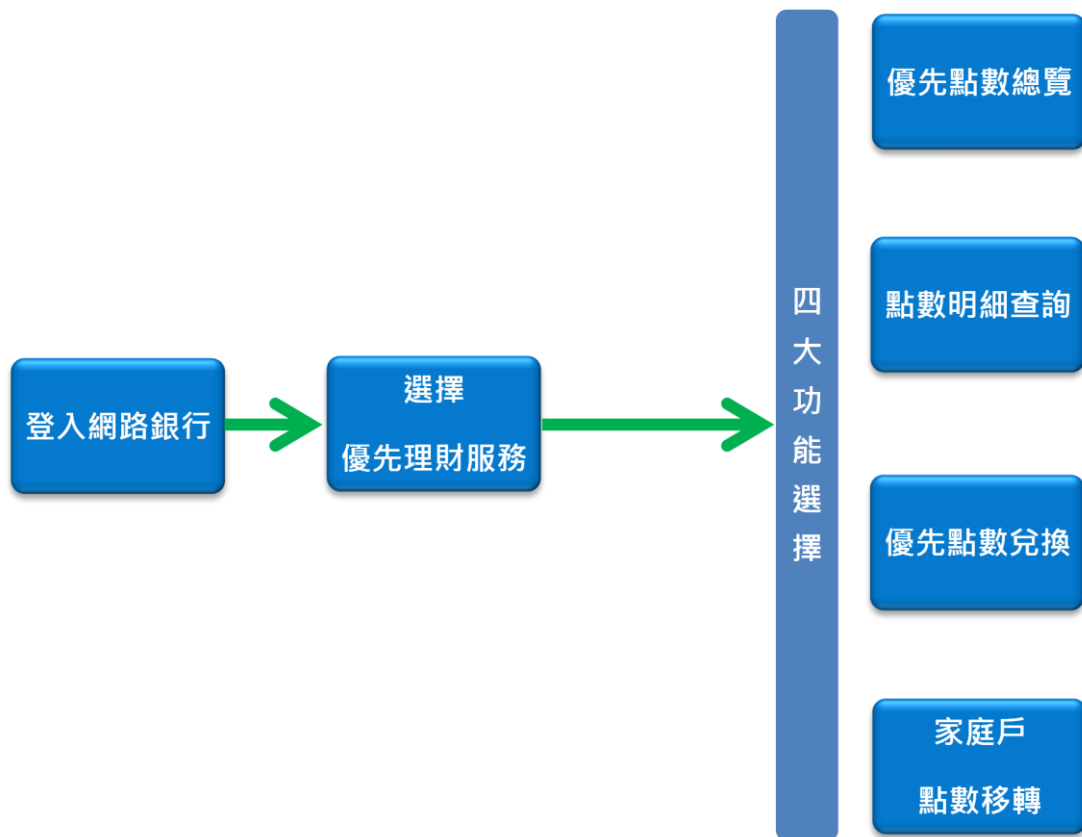 登入網路銀行
選擇
優先理財服務
四大功能選擇
優先點數總覽
點數明細查詢
優先點數兌換
家庭戶
點數移轉